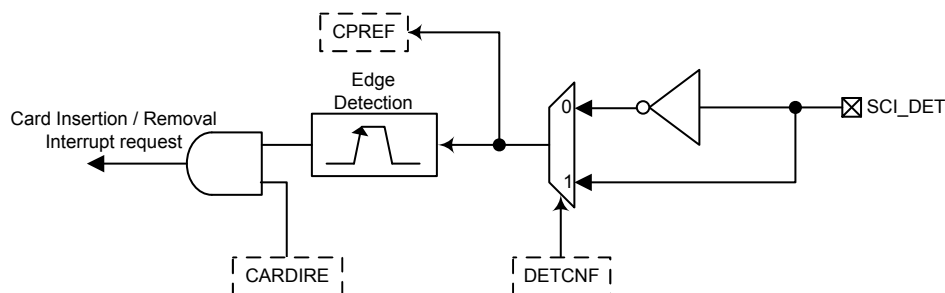 CPREF
Edge
Detection
Card Insertion / Removal
Interrupt request
0
SCI_DET
1
CARDIRE
DETCNF